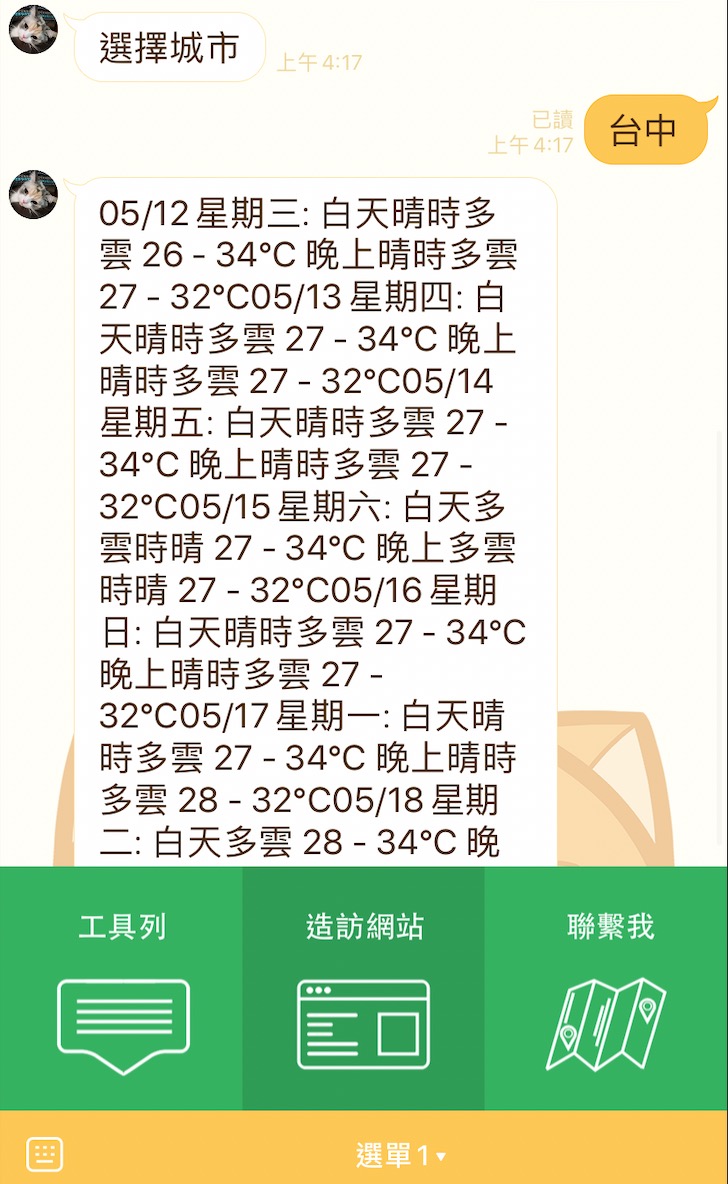 選擇城市
上午 4:17
已讀
上午 4:17
台中
05/12 星期三: 白天晴時多
雲 26 - 34°C 晚上晴時多雲
27 - 32°C05/13 星期四: 白
天晴時多雲 27 - 34°C 晚上
晴時多雲 27 - 32°C05/14
星期五: 白天晴時多雲 27 -
34°C 晚上晴時多雲 27 -
32°C05/15 星期六: 白天多
雲時晴 27 - 34°C 晚上多雲
時晴 27 - 32°C05/16 星期
日: 白天晴時多雲 27 - 34°C
晚上晴時多雲 27 -
32°C05/17 星期一: 白天晴
時多雲 27 - 34°C 晚上晴時
多雲 28 - 32°C05/18 星期
二: 白天多雲 28 - 34°C 晚
工具列
造訪網站
聯繫我
選單 1 ▾